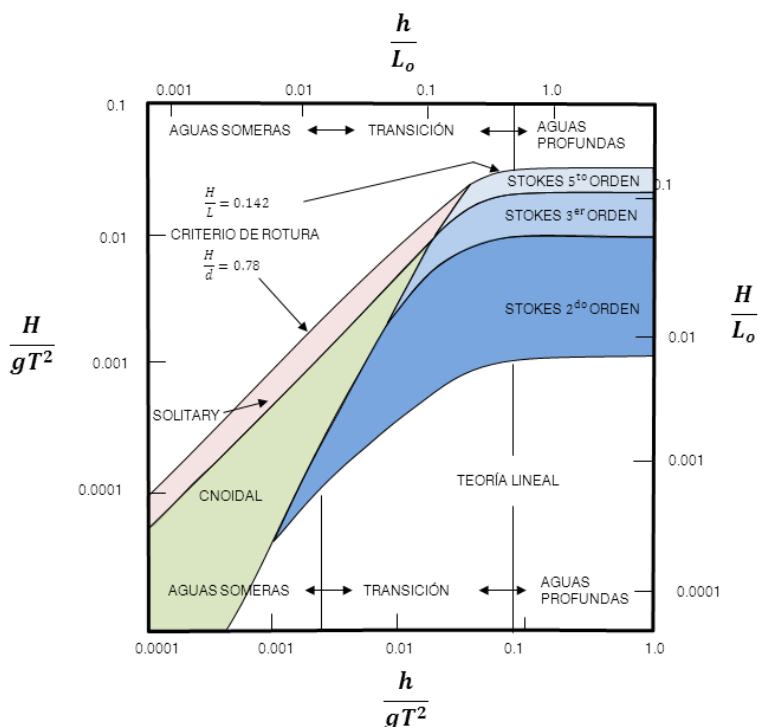 h
L₀
0.001 0.01 0.1 1.0
0.1
AGUAS SOMERAS TRANSICIÓN AGUAS
PROFUNDAS
STOKES 5ᵗᵒ ORDEN 0.1
H/L = 0.142
STOKES 3ᵉʳ ORDEN
CRITERIO DE ROTURA
0.01
H/d = 0.78
STOKES 2ᵈᵒ ORDEN
H
gT²
H
L₀
0.01
0.001
SOLITARY
0.001
TEORÍA LINEAL
CNOIDAL
0.0001
AGUAS SOMERAS TRANSICIÓN AGUAS
PROFUNDAS
0.0001
0.0001 0.001 0.01 0.1 1.0
h
gT²